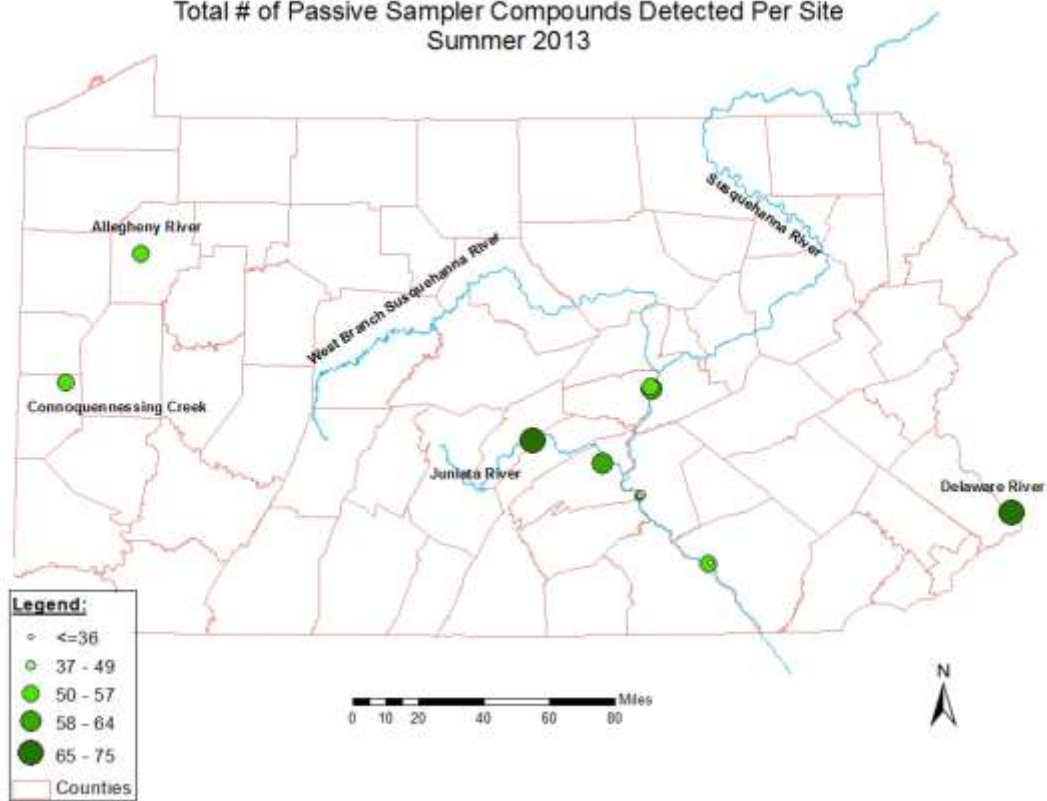 Total # of Passive Sampler Compounds Detected Per Site
Summer 2013
Susquehanna River
Allegheny River
West Branch Susquehanna River
Connoquennessing Creek
Juniata River
Delaware River
Legend:
<=36
37 - 49
50 - 57
58 - 64
65 - 75
Counties
Miles
0 10 20 40 60 80
N